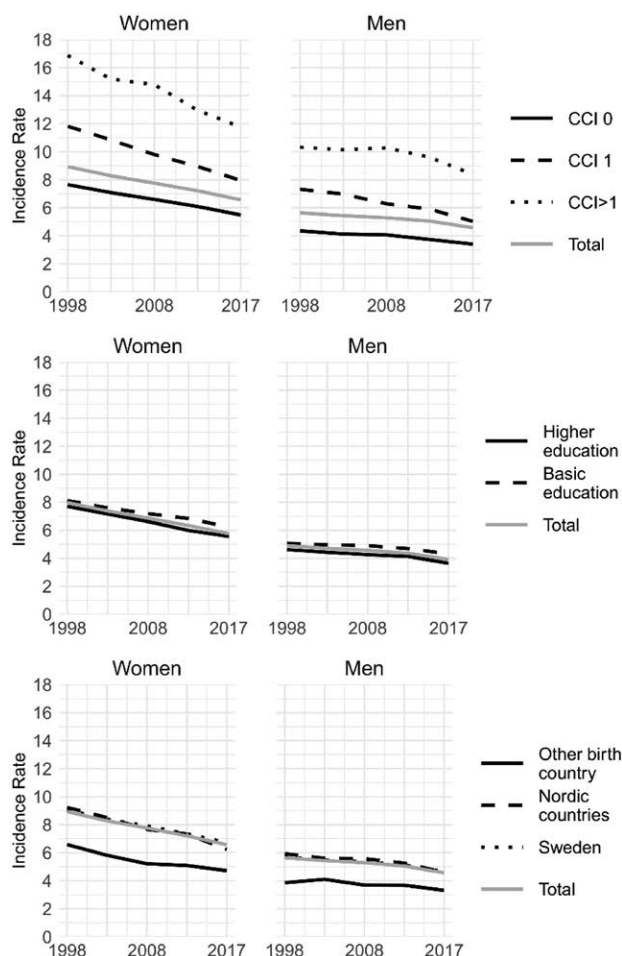 Women
Men
18
16
14
12
10
8
6
4
2
0
Incidence Rate
1998
2008
2017
1998
2008
2017
CCI 0
CCI 1
CCI>1
Total
Women
Men
18
16
14
12
10
8
6
4
2
0
Incidence Rate
1998
2008
2017
1998
2008
2017
Higher
education
Basic
education
Total
Women
Men
18
16
14
12
10
8
6
4
2
0
Incidence Rate
1998
2008
2017
1998
2008
2017
Other birth
country
Nordic
countries
Sweden
Total